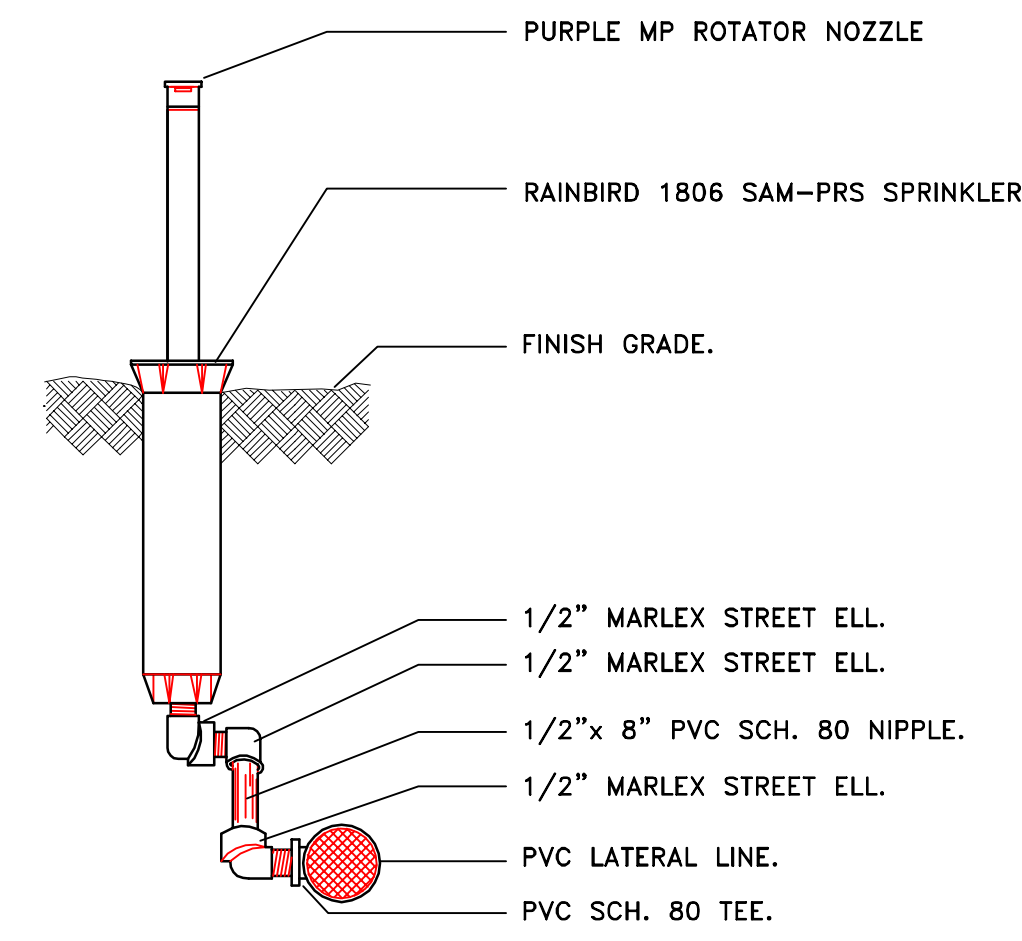 PURPLE MP ROTATOR NOZZLE
RAINBIRD 1806 SAM-PRS SPRINKLER
FINISH GRADE.
1/2" MARLEX STREET ELL.
1/2" MARLEX STREET ELL.
1/2"x 8" PVC SCH. 80 NIPPLE.
1/2" MARLEX STREET ELL.
PVC LATERAL LINE.
PVC SCH. 80 TEE.